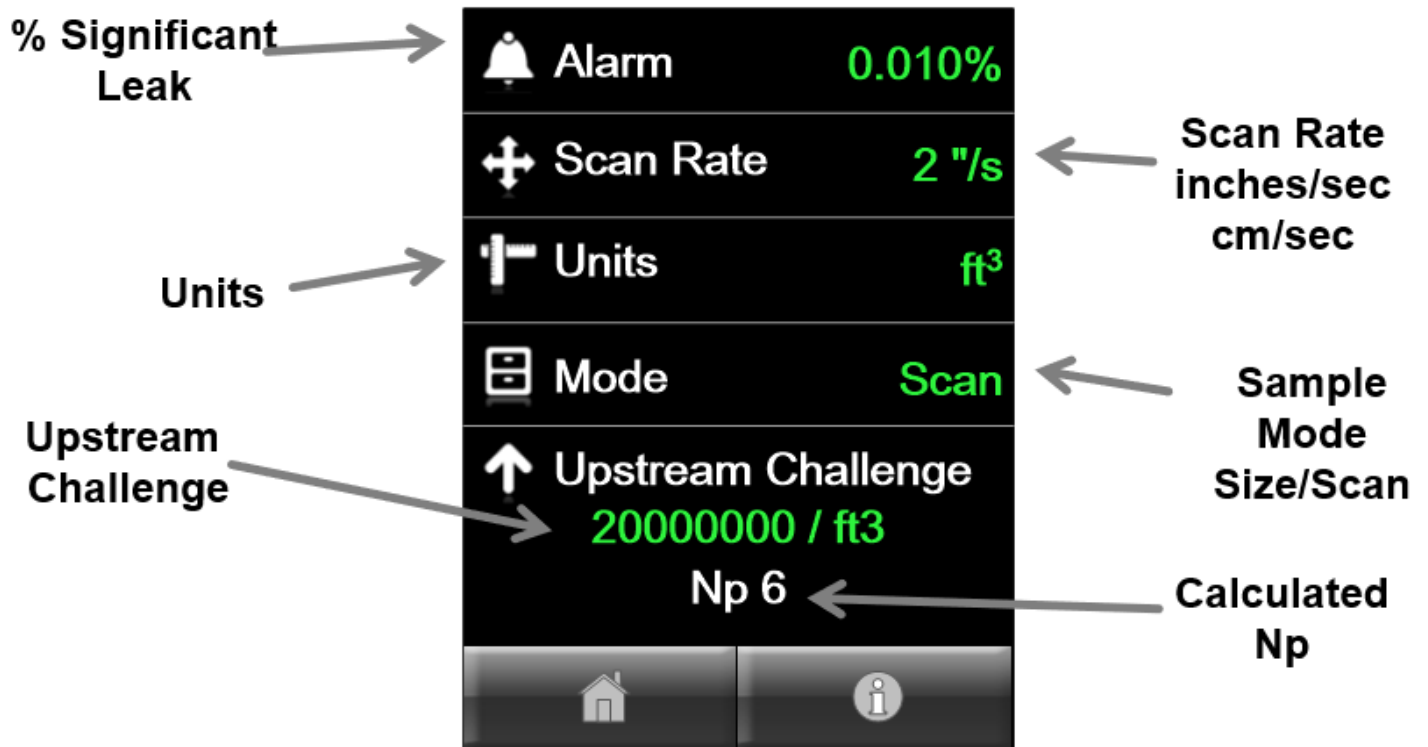 % Significant
Leak
Alarm 0.010%
Scan Rate 2 "/s
Scan Rate
inches/sec
cm/sec
Units
Units ft³
Mode Scan
Sample
Mode
Size/Scan
Upstream
Challenge
Upstream Challenge
20000000 / ft3
Np 6
Calculated
Np